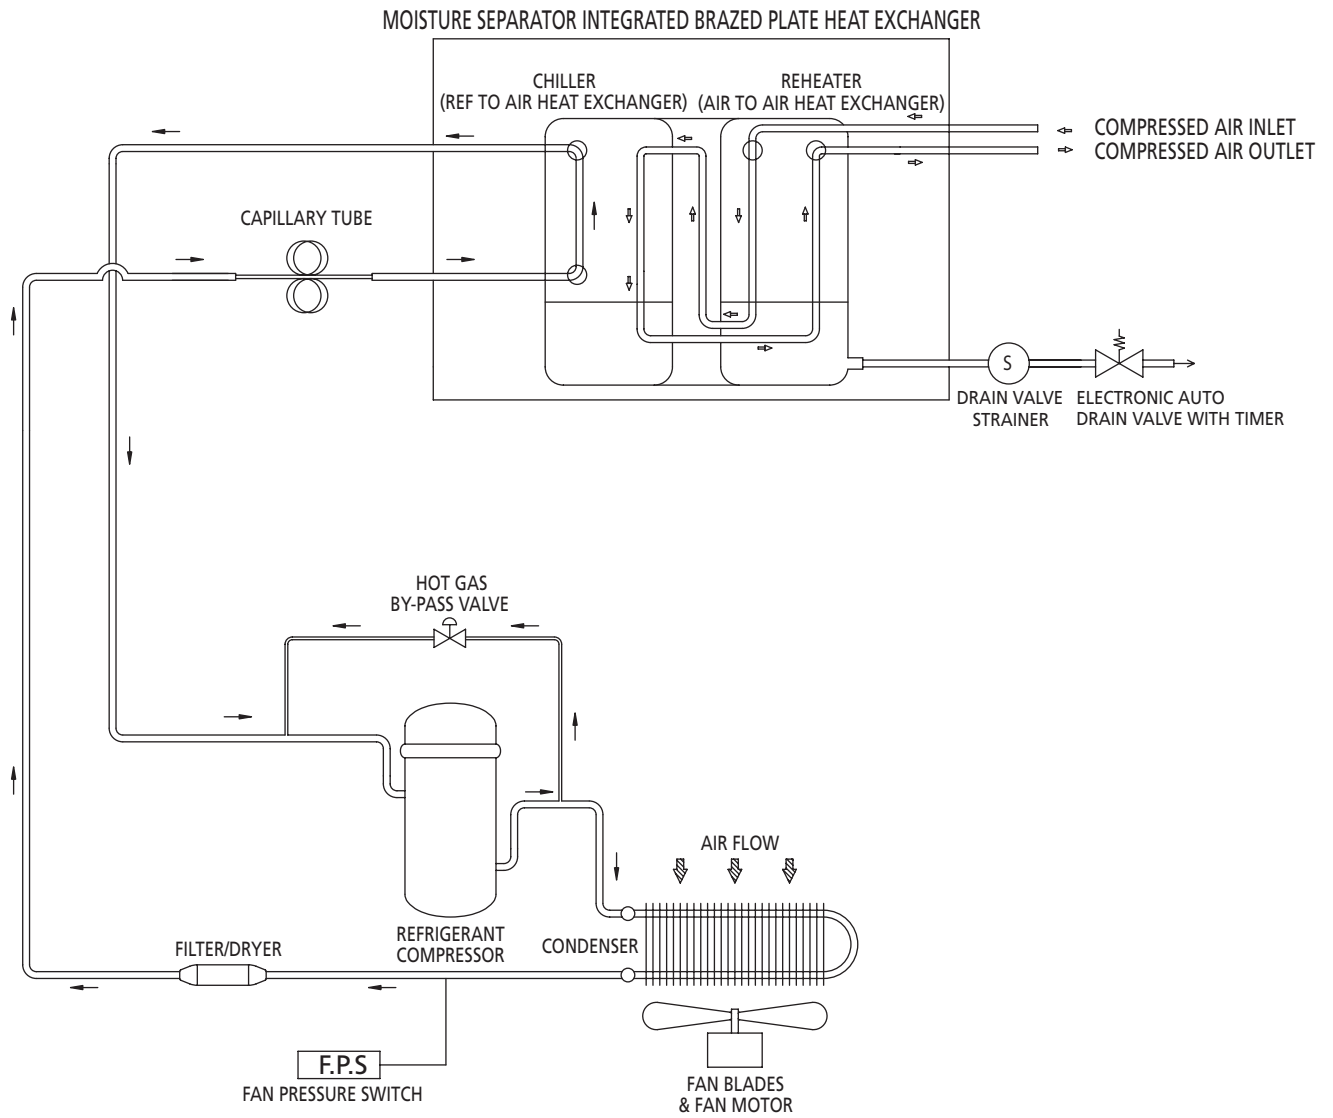 MOISTURE SEPARATOR INTEGRATED BRAZED PLATE HEAT EXCHANGER
CHILLER
(REF TO AIR HEAT EXCHANGER)
REHEATER
(AIR TO AIR HEAT EXCHANGER)
COMPRESSED AIR INLET
COMPRESSED AIR OUTLET
CAPILLARY TUBE
S
DRAIN VALVE
STRAINER
ELECTRONIC AUTO
DRAIN VALVE WITH TIMER
HOT GAS
BY-PASS VALVE
AIR FLOW
REFRIGERANT
COMPRESSOR
CONDENSER
FILTER/DRYER
F.P.S
FAN PRESSURE SWITCH
FAN BLADES
& FAN MOTOR